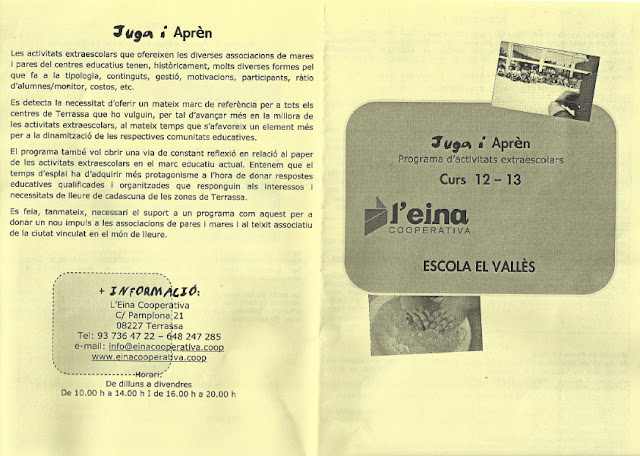 Juga i Aprèn
Les activitats extraescolars que ofereixen les diverses associacions de mares
i pares del centres educatius tenen, històricament, molts diverses formes pel
que fa a la tipologia, continguts, gestió, motivacions, participants, ràtio
d'alumnes/monitor, costos, etc.
Es detecta la necessitat d'oferir un mateix marc de referència per a tots els
centres de Terrassa que ho vulguin, per tal d'avançar més en la millora de
les activitats extraescolars, al mateix temps que s'afavoreix un element més
per a la dinamització de les respectives comunitats educatives.
El programa també vol obrir una via de constant reflexió en relació al paper
de les activitats extraescolars en el marc educatiu actual. Entenem que el
temps d'esplai ha d'adquirir més protagonisme a l'hora de donar respostes
educatives qualificades i organitzades que responguin als interessos i
necessitats de lleure de cadascuna de les zones de Terrassa.
Es feia, tanmateix, necessari el suport a un programa com aquest per a
donar un nou impuls a les associacions de pares i mares i al teixit associatiu
de la ciutat vinculat en el món de lleure.
+ INFORMACIÓ:
L'Eina Cooperativa
C/ Pamplona 21
08227 Terrassa
Tel: 93 736 47 22 – 648 247 285
e-mail: info@einacooperativa.coop
www.einacooperativa.coop
Horari:
De dilluns a divendres
De 10.00 h a 14.00 h I de 16.00 h a 20.00 h
Juga i Aprèn
Programa d'activitats extraescolars
Curs 12 – 13
l'eina
COOPERATIVA
ESCOLA EL VALLÈS